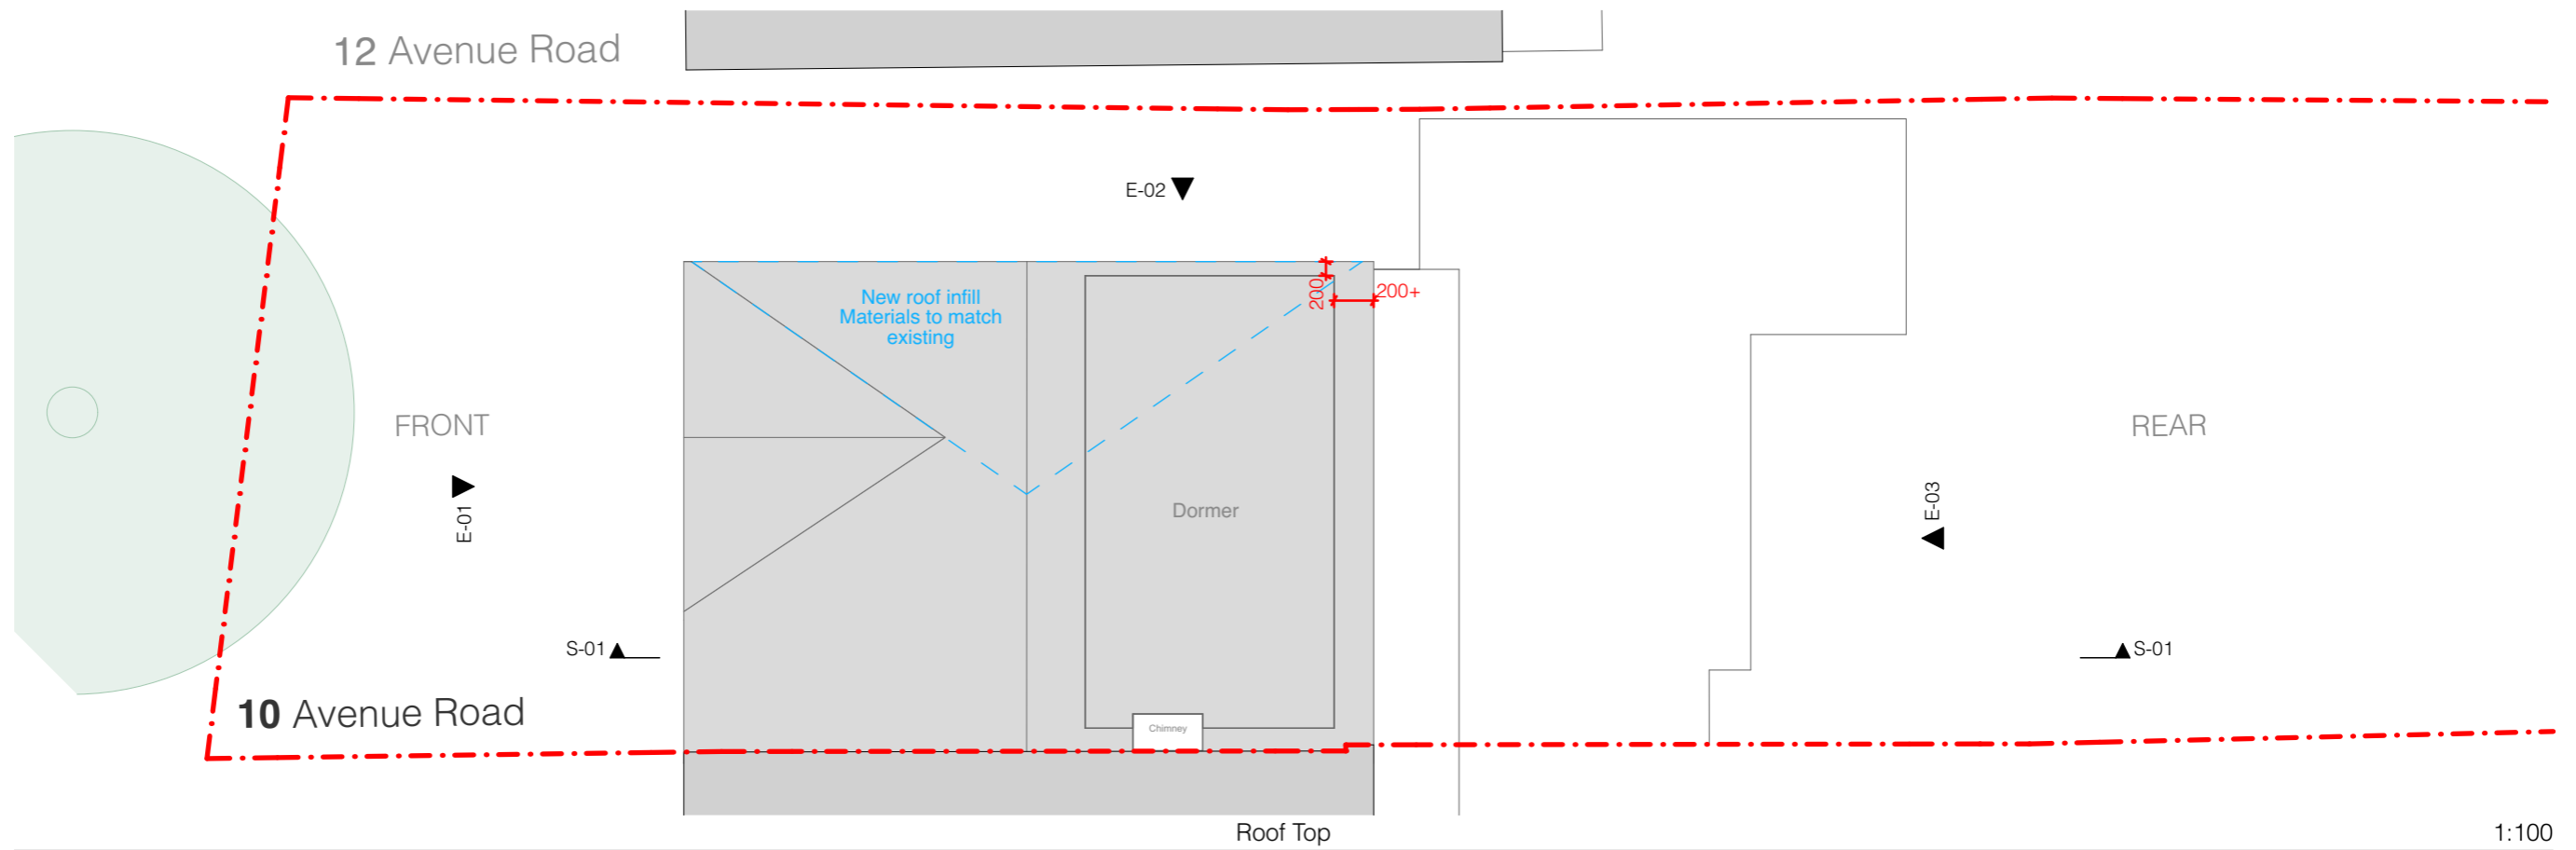 12 Avenue Road
E-02
New roof infill
Materials to match
existing
200
200+
FRONT
REAR
E-01
E-03
Dormer
S-01
S-01
10 Avenue Road
Chimney
Roof Top
1:100